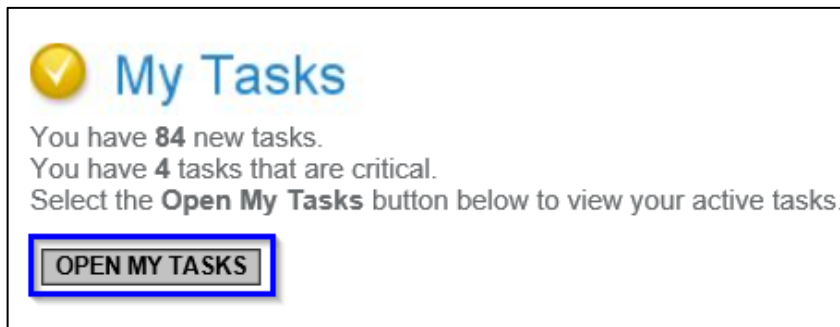 My Tasks
You have 84 new tasks.
You have 4 tasks that are critical.
Select the Open My Tasks button below to view your active tasks.
OPEN MY TASKS